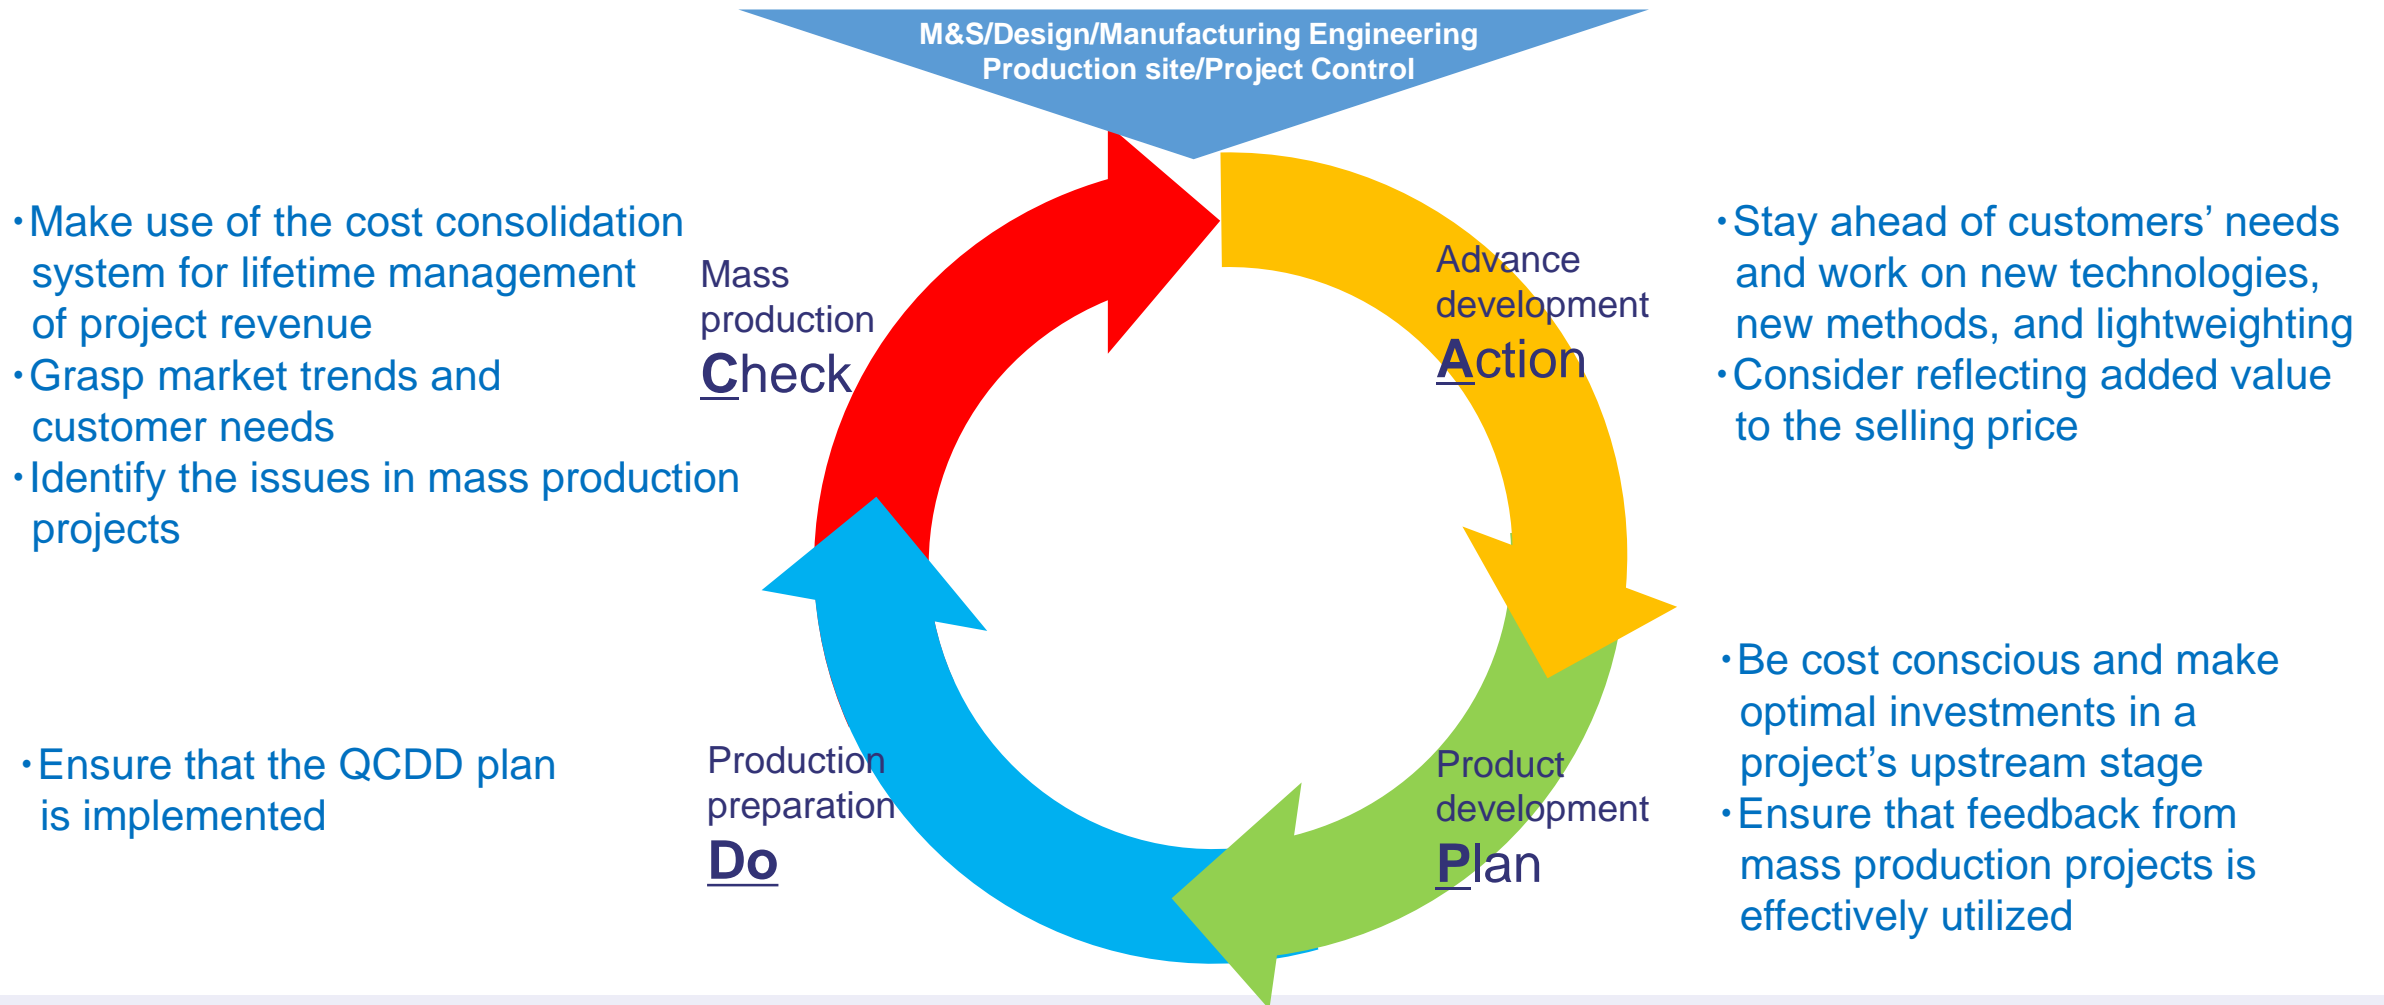 M&S/Design/Manufacturing Engineering
Production site/Project Control
・Make use of the cost consolidation
system for lifetime management
of project revenue
・Grasp market trends and
customer needs
・Identify the issues in mass production
projects
Mass
production
Check
Advance
development
Action
・Stay ahead of customers’ needs
and work on new technologies,
new methods, and lightweighting
・Consider reflecting added value
to the selling price
・Ensure that the QCDD plan
is implemented
Production
preparation
Do
Product
development
Plan
・Be cost conscious and make
optimal investments in a
project’s upstream stage
・Ensure that feedback from
mass production projects is
effectively utilized